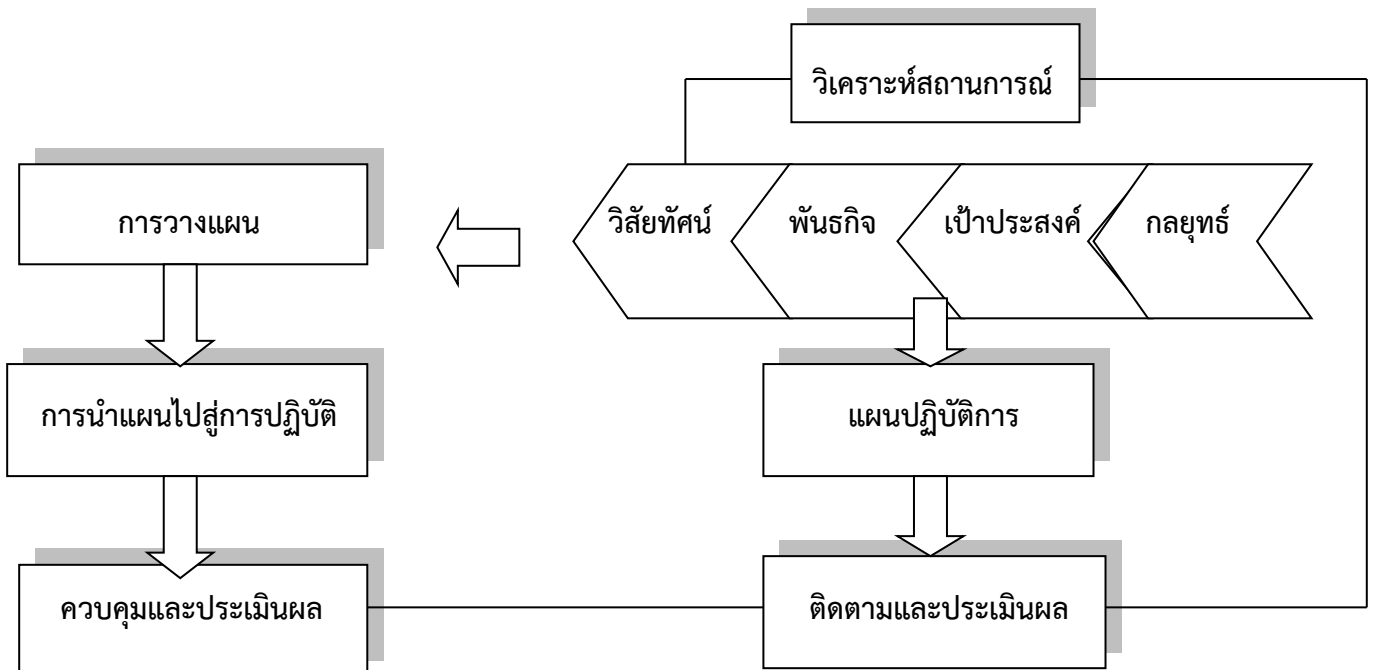 วิเคราะห์สถานการณ์
การวางแผน
วิสัยทัศน์
พันธกิจ
เป้าประสงค์
กลยุทธ์
การนำแผนไปสู่การปฏิบัติ
แผนปฏิบัติการ
ควบคุมและประเมินผล
ติดตามและประเมินผล